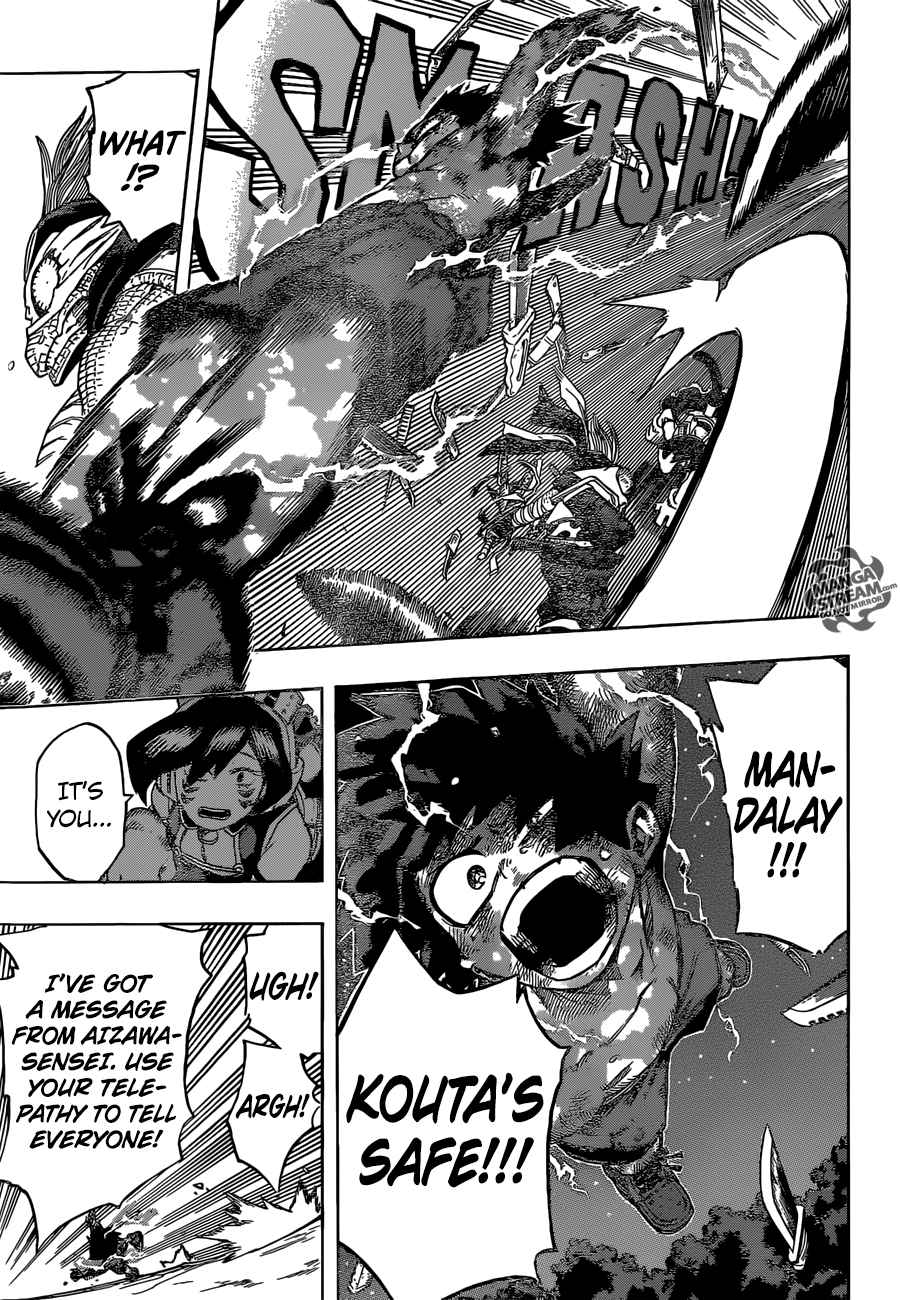 SMASH!!
WHAT
!?
MANGA
STREAM.com
MAN-
DALAY
!!!
KOUTA'S
SAFE!!!
IT'S
YOU...
UGH!
ARGH!
I'VE GOT
A MESSAGE
FROM AIZAWA-
SENSEI. USE
YOUR TELE-
PATHY TO TELL
EVERYONE!